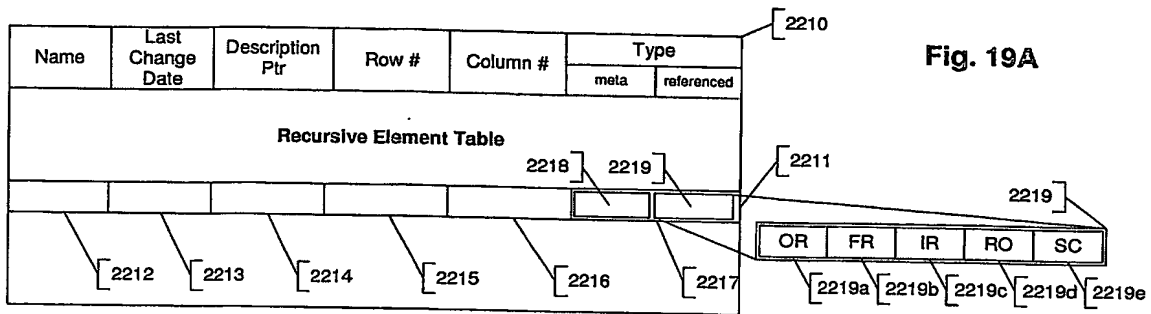 2210
Fig. 19A
Name
Last Change Date
Description Ptr
Row #
Column #
Type
meta
referenced
Recursive Element Table
2218
2219
2211
2219
OR
FR
IR
RO
SC
2212
2213
2214
2215
2216
2217
2219a
2219b
2219c
2219d
2219e